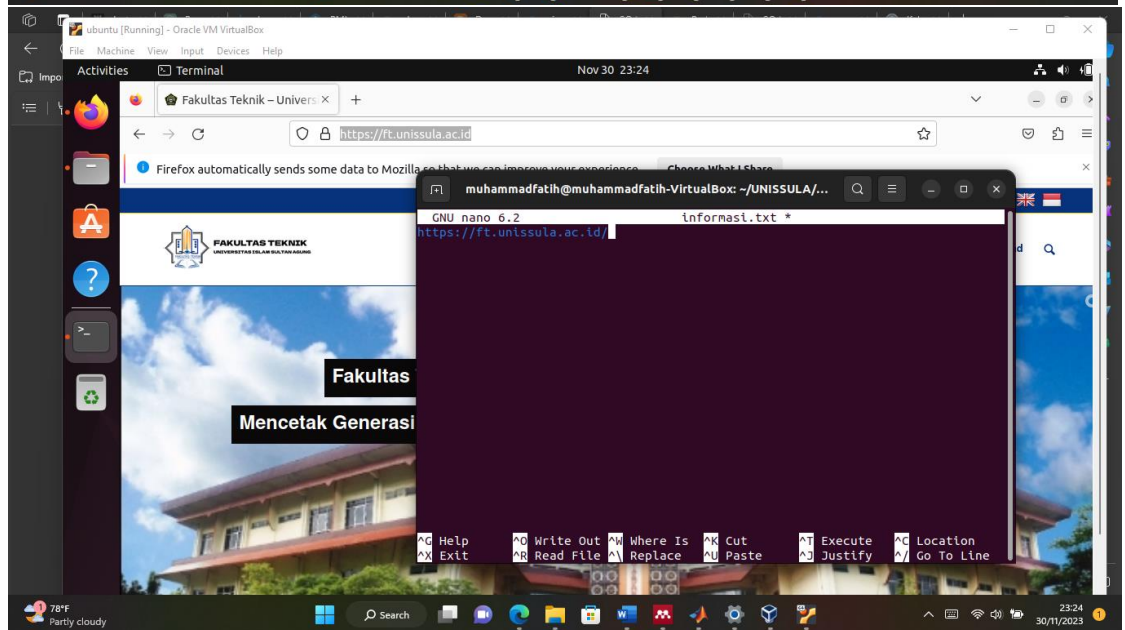 ubuntu [Running] - Oracle VM VirtualBox
File Machine View Input Devices Help
Activities Terminal Nov 30 23:24
Fakultas Teknik – Univers
https://ft.unissula.ac.id
Firefox automatically sends some data to Mozilla so that we can improve your experience Choose What I Share
muhammadfatih@muhammadfatih-VirtualBox: ~/UNISSULA/...
GNU nano 6.2 informasi.txt *
https://ft.unissula.ac.id/
FAKULTAS TEKNIK
UNIVERSITAS ISLAM SULTAN AGUNG
Fakultas
Mencetak Generasi
^G Help ^O Write Out ^W Where Is ^K Cut ^T Execute ^C Location
^X Exit ^R Read File ^\ Replace ^U Paste ^J Justify ^/ Go To Line
78°F
Partly cloudy
Search
23:24
30/11/2023